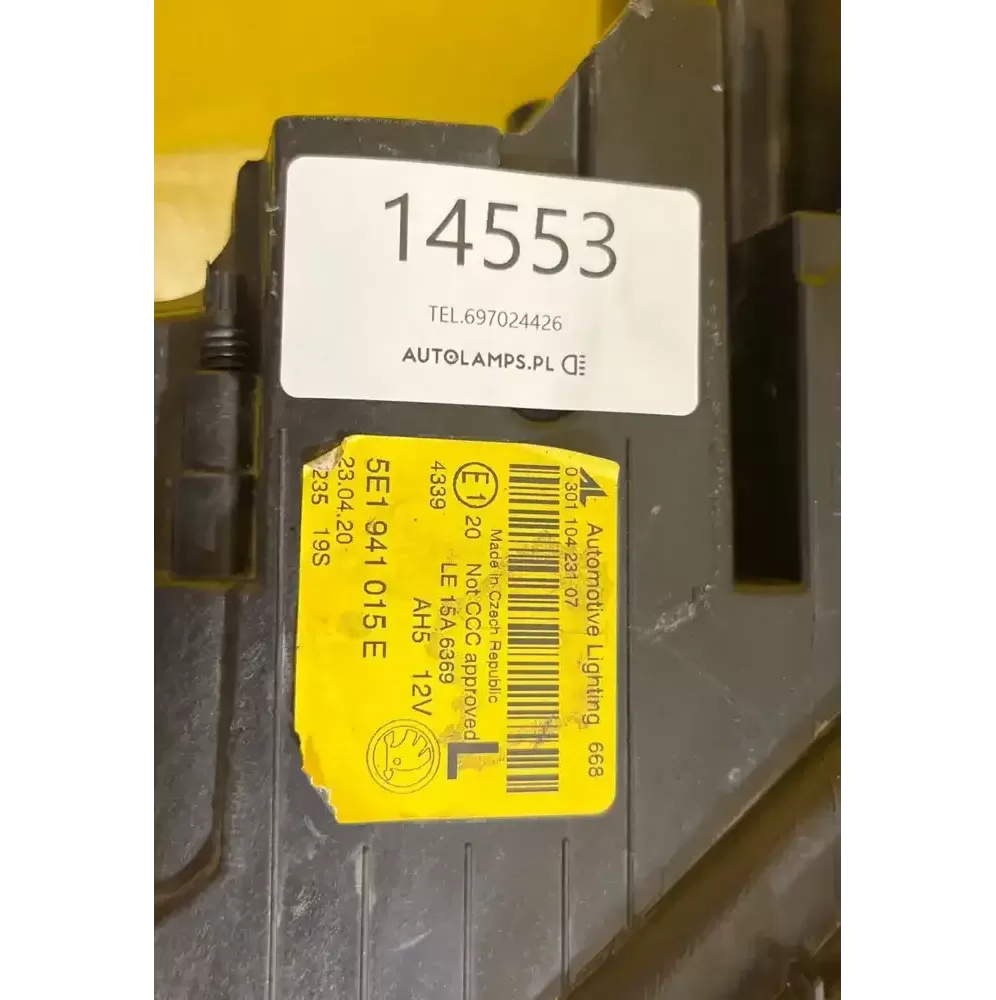 14553
TEL.697024426
AUTOLAMPS.PL
AL Automotive Lighting 668
0 301 104 231 07
Made in Czech Republic
E1 20 Not CCC approved L
4339 LE 15A 6369
AH5 12V
5E1 941 015 E
23.04.20
235 19S